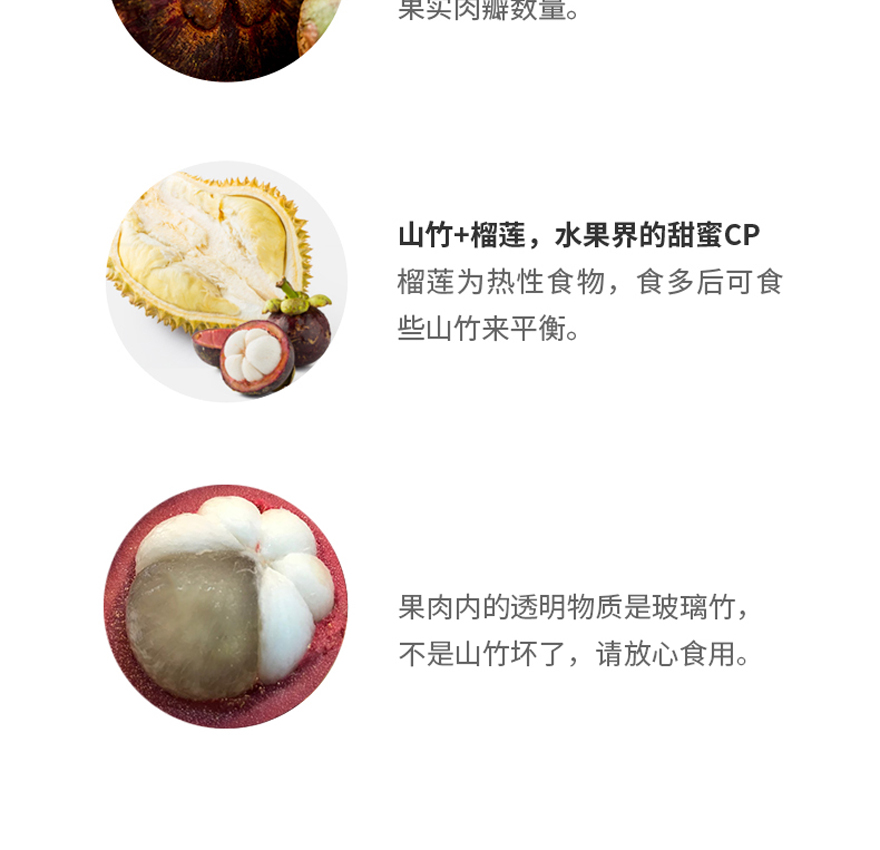 果实肉瓣数量。
山竹+榴莲，水果界的甜蜜CP
榴莲为热性食物，食多后可食
些山竹来平衡。
果肉内的透明物质是玻璃竹，
不是山竹坏了，请放心食用。